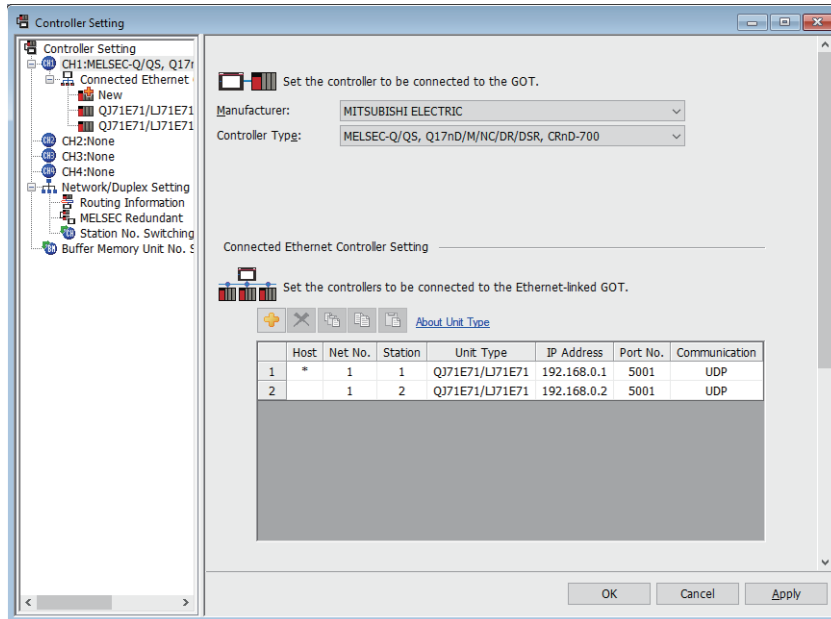 Controller Setting
Controller Setting
CH1:MELSEC-Q/QS, Q17n
Connected Ethernet
New
QJ71E71/LJ71E71
QJ71E71/LJ71E71
CH2:None
CH3:None
CH4:None
Network/Duplex Setting
Routing Information
MELSEC Redundant
Station No. Switching
Buffer Memory Unit No. S
Set the controller to be connected to the GOT.
Manufacturer: MITSUBISHI ELECTRIC
Controller Type: MELSEC-Q/QS, Q17nD/M/NC/DR/DSR, CRnD-700
Connected Ethernet Controller Setting
Set the controllers to be connected to the Ethernet-linked GOT.
About Unit Type
Host Net No. Station Unit Type IP Address Port No. Communication
1 * 1 1 QJ71E71/LJ71E71 192.168.0.1 5001 UDP
2 1 2 QJ71E71/LJ71E71 192.168.0.2 5001 UDP
OK Cancel Apply